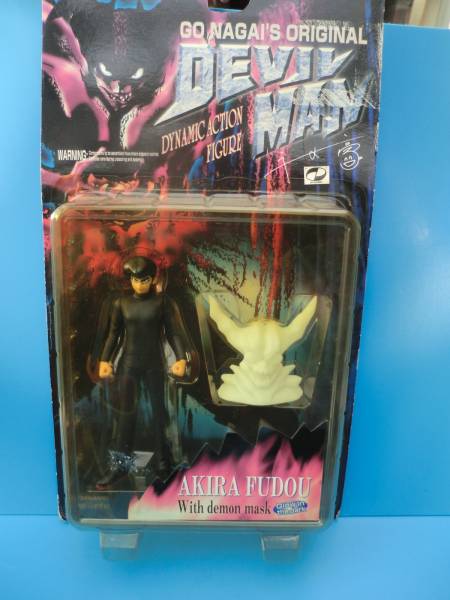 GO NAGAI'S ORIGINAL
DEVIL
MAN
DYNAMIC ACTION
FIGURE
WARNING:
AKIRA FUDOU
With demon mask